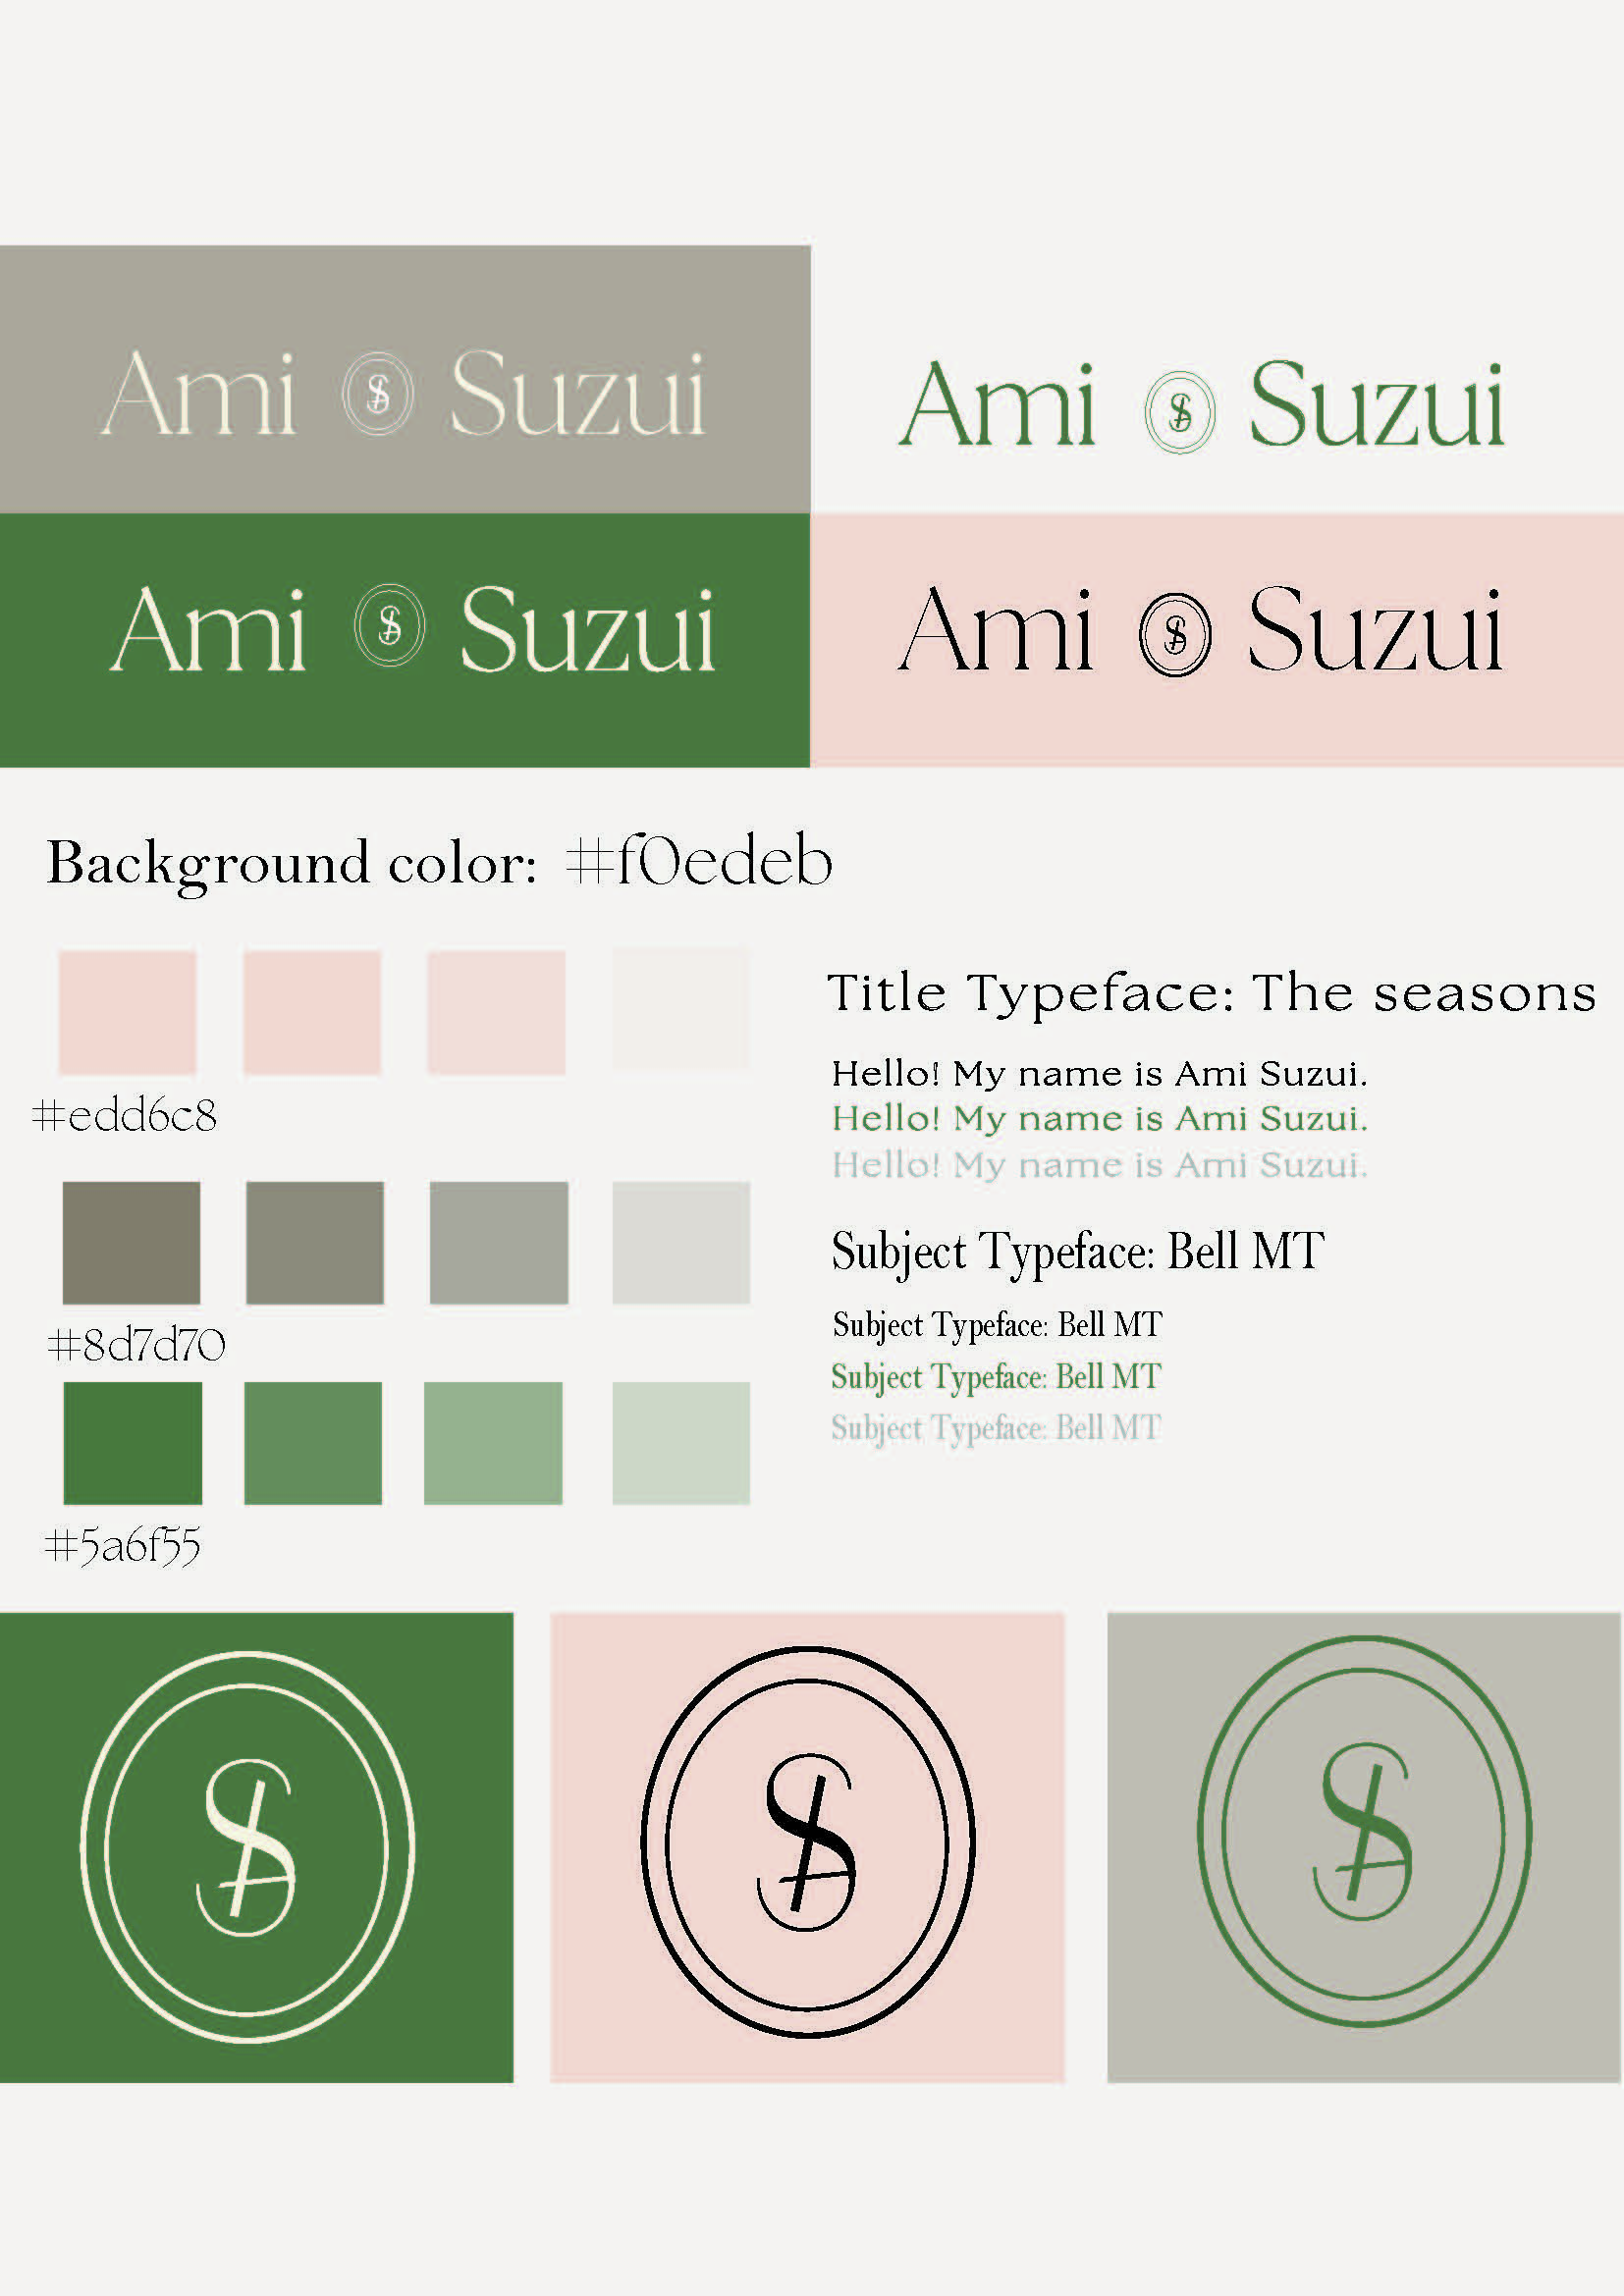 Ami Suzui
Ami Suzui
Ami Suzui
Ami Suzui
Background color: #f0edeb
#edd6c8
#8d7d70
#5a6f55
Title Typeface: The seasons
Hello! My name is Ami Suzui.
Hello! My name is Ami Suzui.
Hello! My name is Ami Suzui.
Subject Typeface: Bell MT
Subject Typeface: Bell MT
Subject Typeface: Bell MT
Subject Typeface: Bell MT